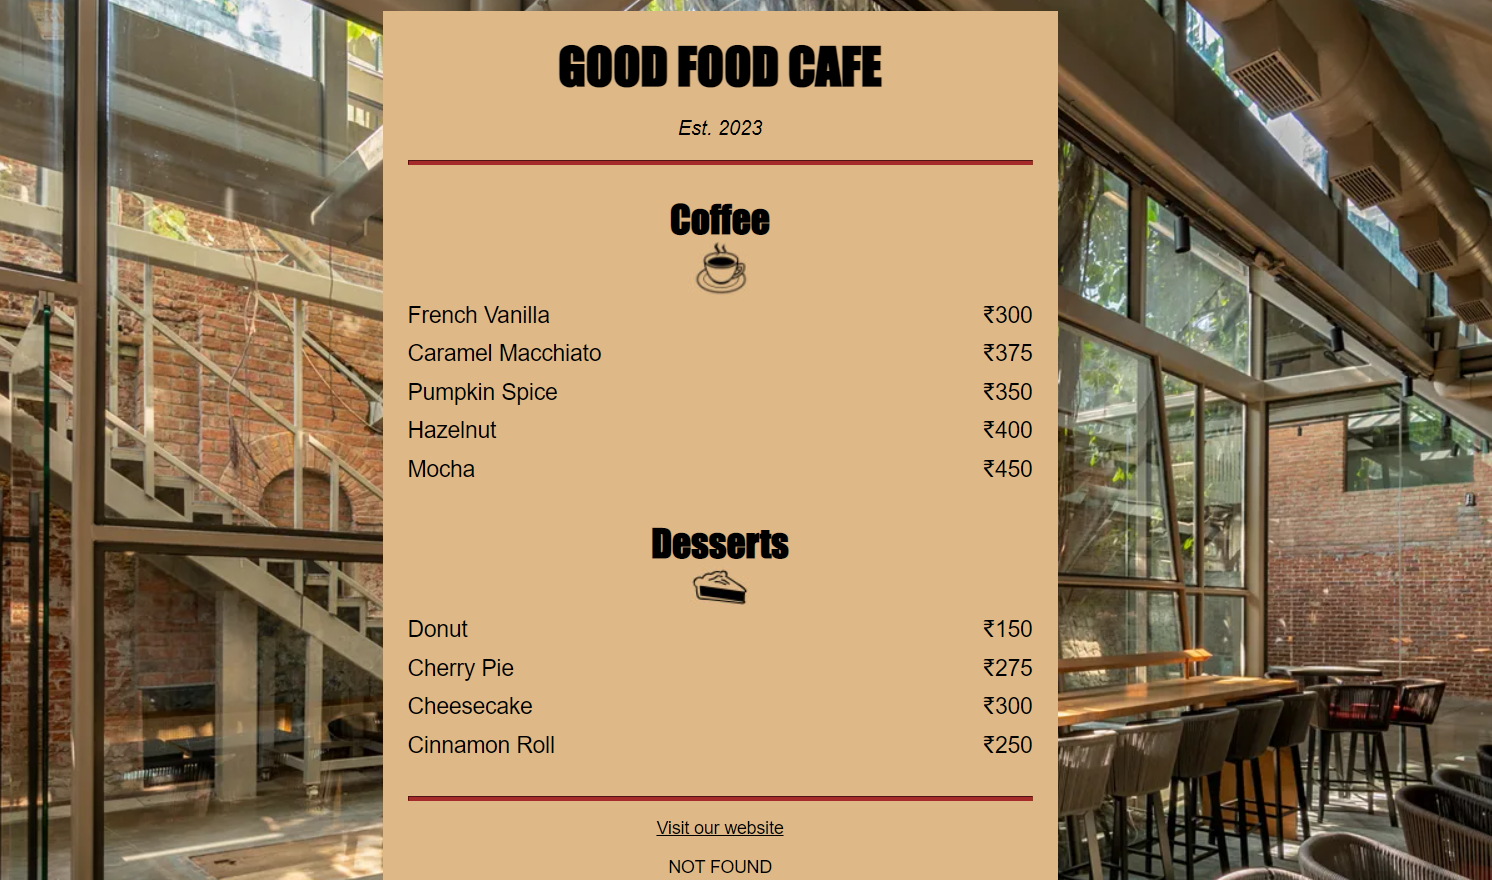 GOOD FOOD CAFE
Est. 2023
Coffee
French Vanilla ₹300
Caramel Macchiato ₹375
Pumpkin Spice ₹350
Hazelnut ₹400
Mocha ₹450
Desserts
Donut ₹150
Cherry Pie ₹275
Cheesecake ₹300
Cinnamon Roll ₹250
Visit our website
NOT FOUND